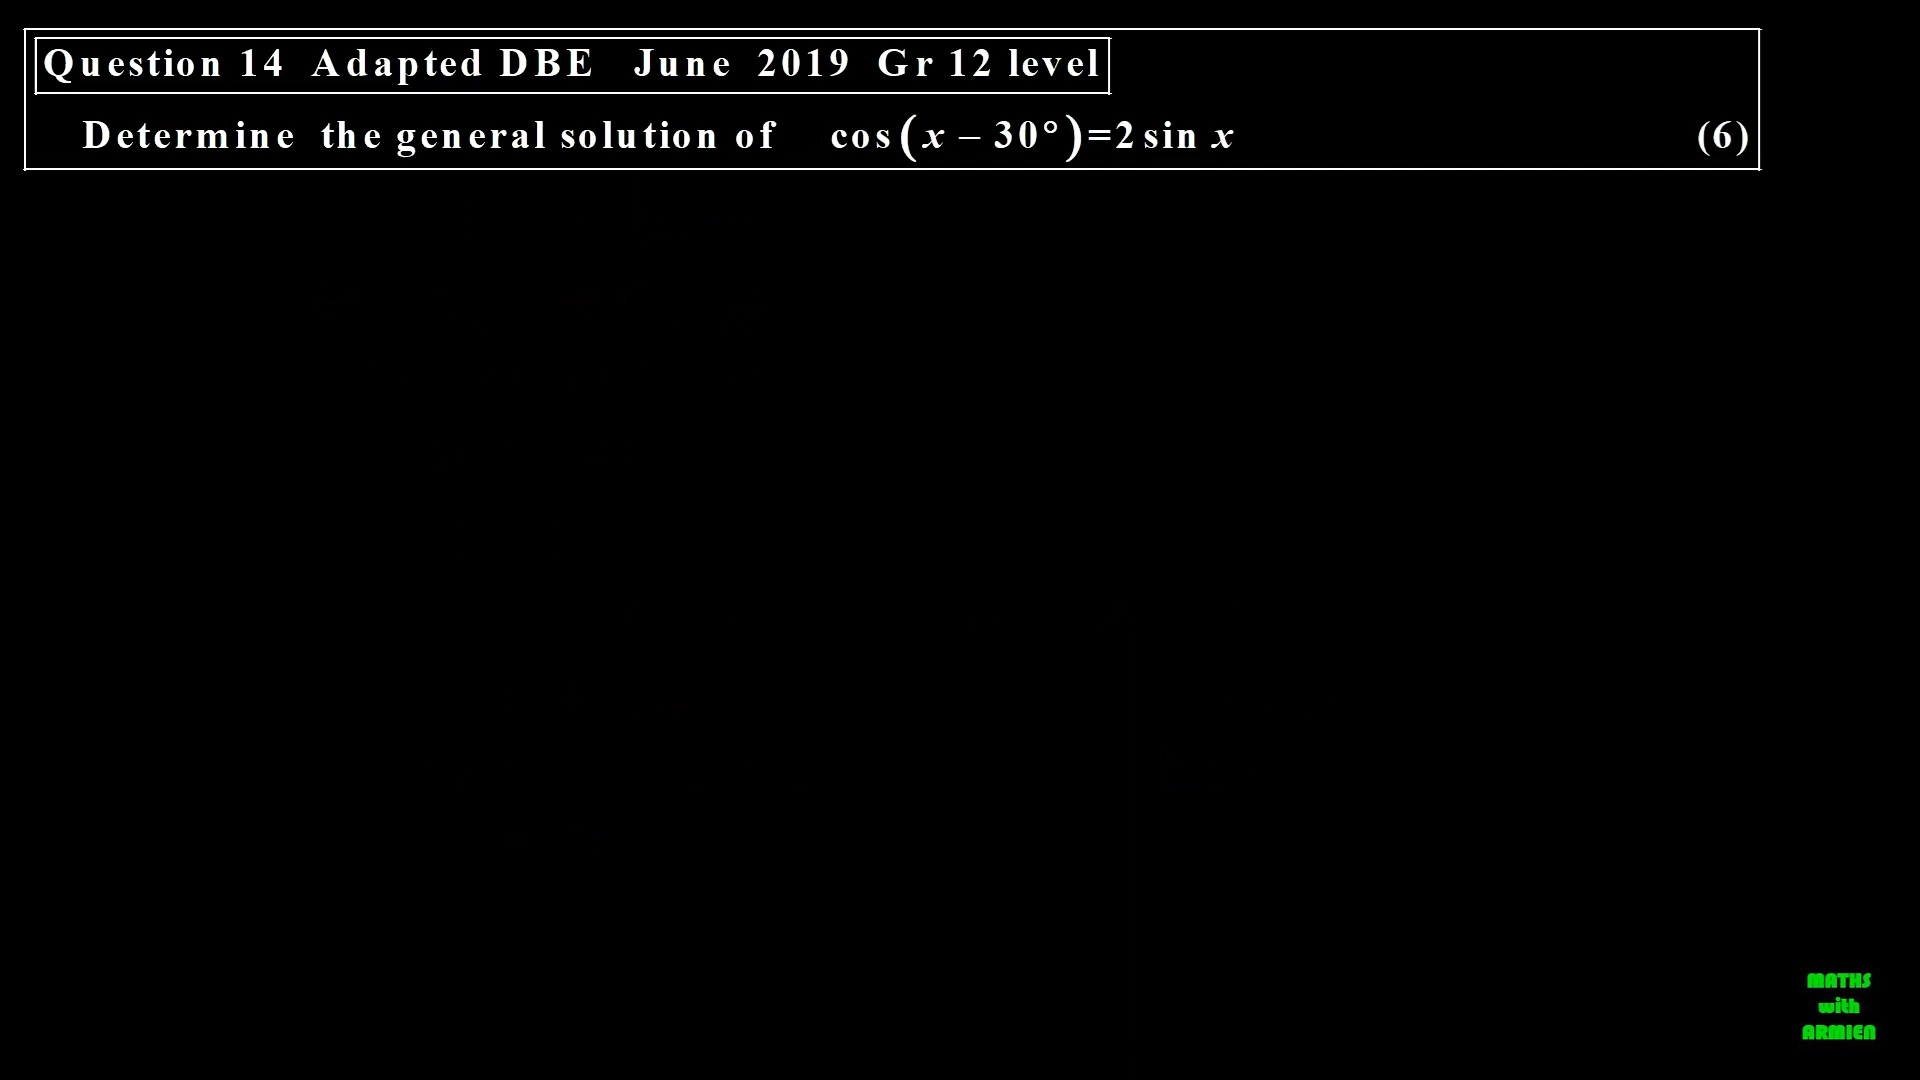 Question 14 Adapted DBE June 2019 Gr 12 level
Determine the general solution of cos(x – 30°)=2 sin x (6)
MATHS
with
ARMIEN